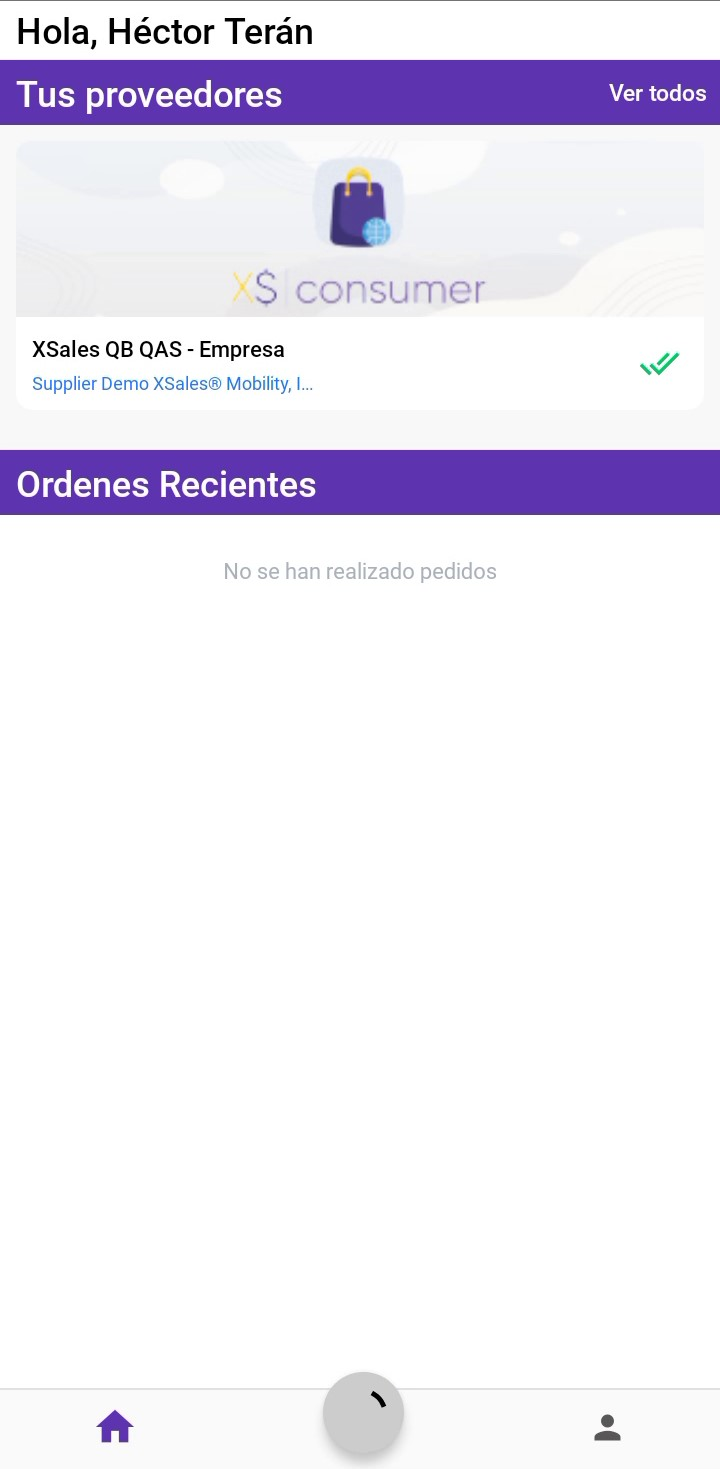 Hola, Héctor Terán
Tus proveedores
Ver todos
XS consumer
XSales QB QAS - Empresa
Supplier Demo XSales® Mobility, I...
Ordenes Recientes
No se han realizado pedidos